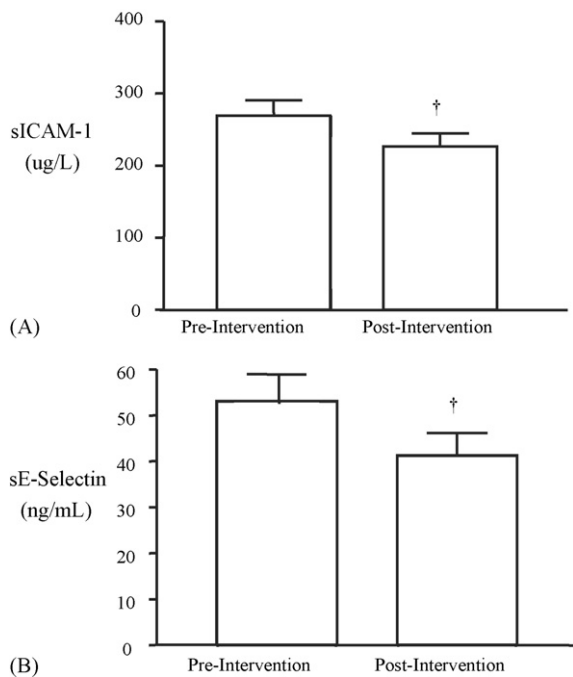 400
300
†
sICAM-1
(ug/L)
200
100
0
(A)
Pre-Intervention Post-Intervention
60
50
†
40
sE-Selectin
(ng/mL)
30
20
10
0
(B)
Pre-Intervention Post-Intervention